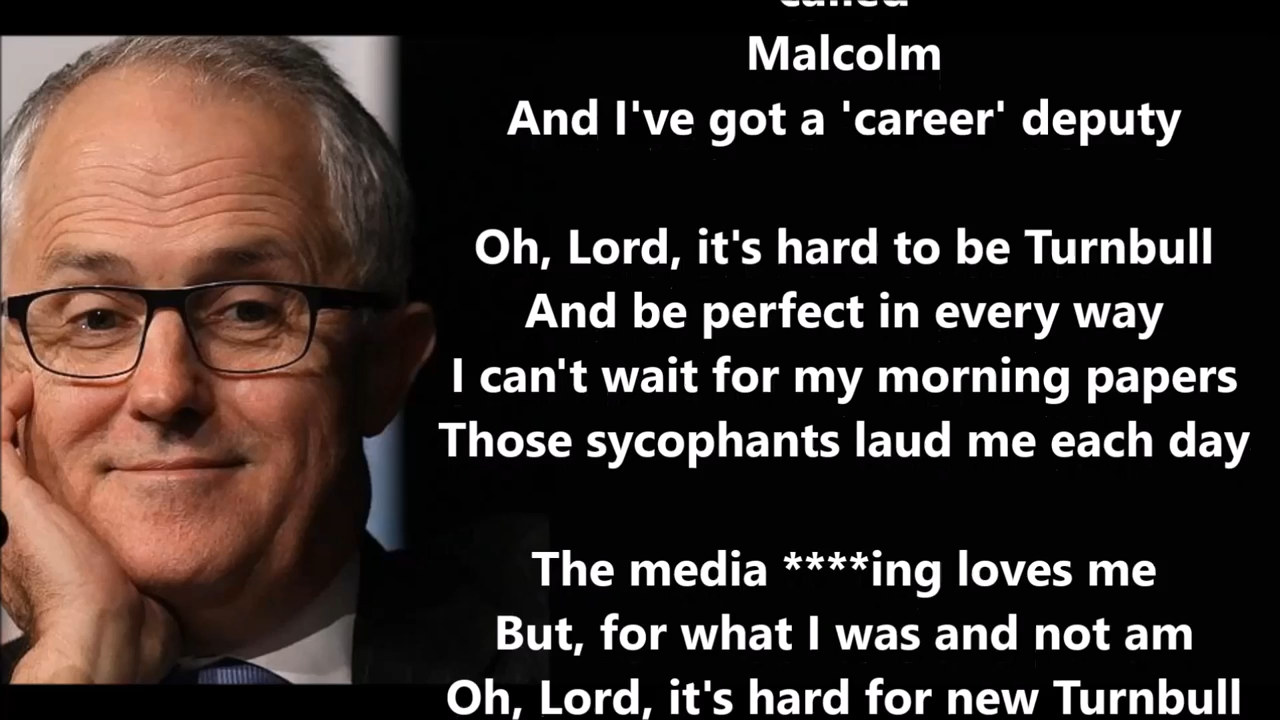 called
Malcolm
And I've got a 'career' deputy
Oh, Lord, it's hard to be Turnbull
And be perfect in every way
I can't wait for my morning papers
Those sycophants laud me each day
The media ****ing loves me
But, for what I was and not am
Oh, Lord, it's hard for new Turnbull